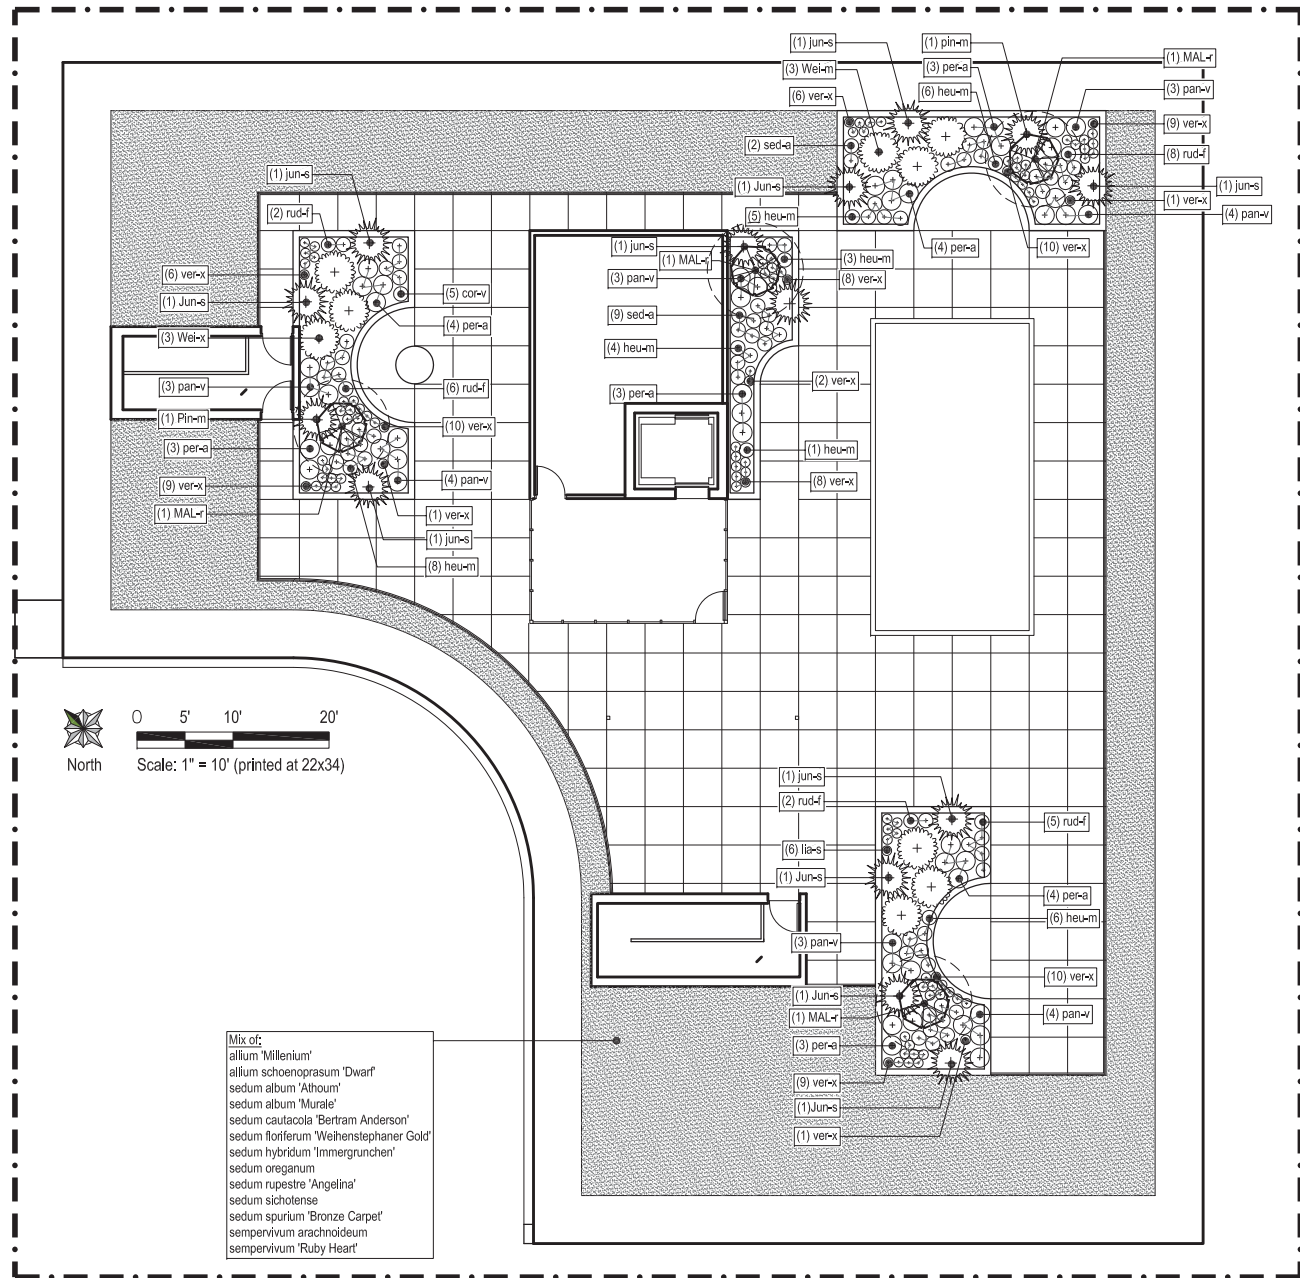 (1) jun-s
(1) pin-m
(3) Wei-m
(3) per-a
(1) MAL-r
(6) ver-x
(6) heu-m
(3) pan-v
(9) ver-x
(2) sed-a
(8) rud-f
(1) jun-s
(1) Jun-s
(1) jun-s
(1) ver-x
(2) rud-f
(5) heu-m
(4) pan-v
(1) jun-s
(4) per-a
(10) ver-x
(1) MAL-r
(3) heu-m
(6) ver-x
(3) pan-v
(8) ver-x
(5) cor-v
(1) Jun-s
(9) sed-a
(4) per-a
(3) Wei-x
(4) heu-m
(3) pan-v
(6) rud-f
(3) per-a
(2) ver-x
(1) Pin-m
(10) ver-x
(3) per-a
(1) heu-m
(9) ver-x
(4) pan-v
(8) ver-x
(1) MAL-r
(1) ver-x
(1) jun-s
(8) heu-m
0 5' 10' 20'
North
Scale: 1" = 10' (printed at 22x34)
(1) jun-s
(2) rud-f
(5) rud-f
(6) lia-s
(1) Jun-s
(4) per-a
(6) heu-m
(3) pan-v
(10) ver-x
(1) Jun-s
(1) MAL-r
(4) pan-v
(3) per-a
(9) ver-x
(1)Jun-s
(1) ver-x
Mix of:
allium 'Millenium'
allium schoenoprasum 'Dwarf'
sedum album 'Athoum'
sedum album 'Murale'
sedum cautacola 'Bertram Anderson'
sedum floriferum 'Weihenstephaner Gold'
sedum hybridum 'Immergrunchen'
sedum oreganum
sedum rupestre 'Angelina'
sedum sichotense
sedum spurium 'Bronze Carpet'
sempervivum arachnoideum
sempervivum 'Ruby Heart'